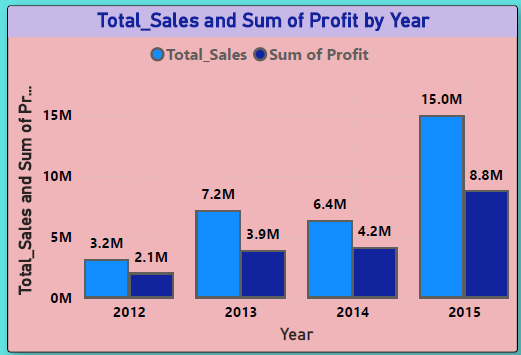 Total_Sales and Sum of Profit by Year
Total_Sales Sum of Profit
Total_Sales and Sum of Pr...
15M
10M
5M
0M
3.2M
2.1M
7.2M
3.9M
6.4M
4.2M
15.0M
8.8M
2012 2013 2014 2015
Year